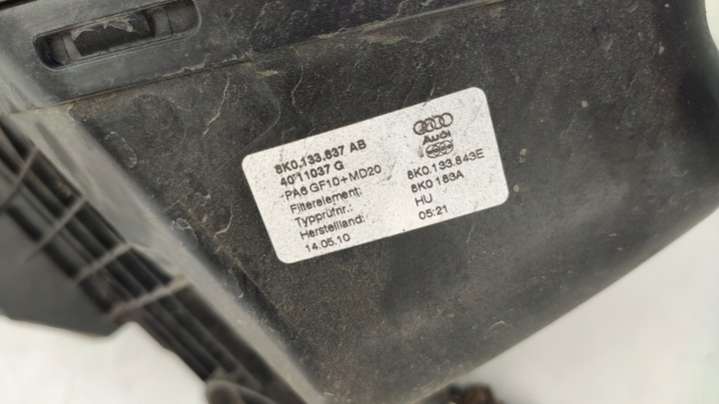 8K0.133.837 AB
40'11037 G
-PA6 GF10+MD20
Filterelement:
Typprüfnr.:
Herstellland:
14.05.10
Audi
8K0.133.843E
8K0 183A
HU
05:21